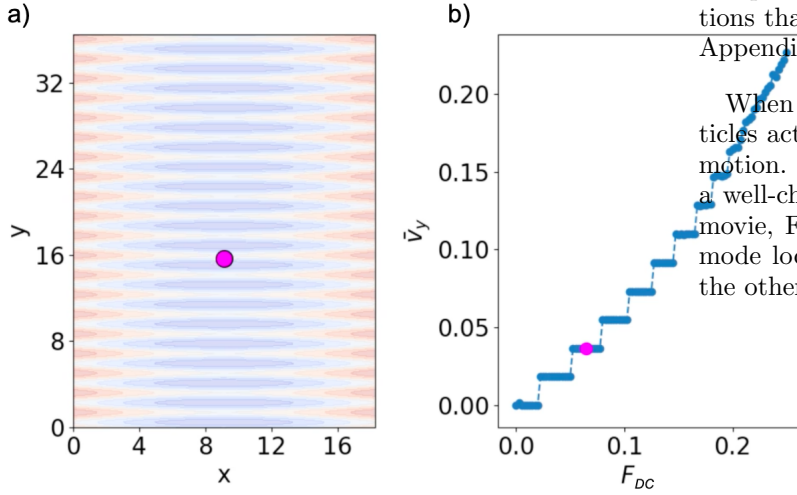 a)
b)
32
24
16
8
0
y
0
4
8
12
16
x
0.20
0.15
0.10
0.05
0.00
v̄y
0.0
0.1
0.2
FDC
tions tha
Appendi
When
ticles act
motion.
a well-ch
movie, F
mode loc
the other